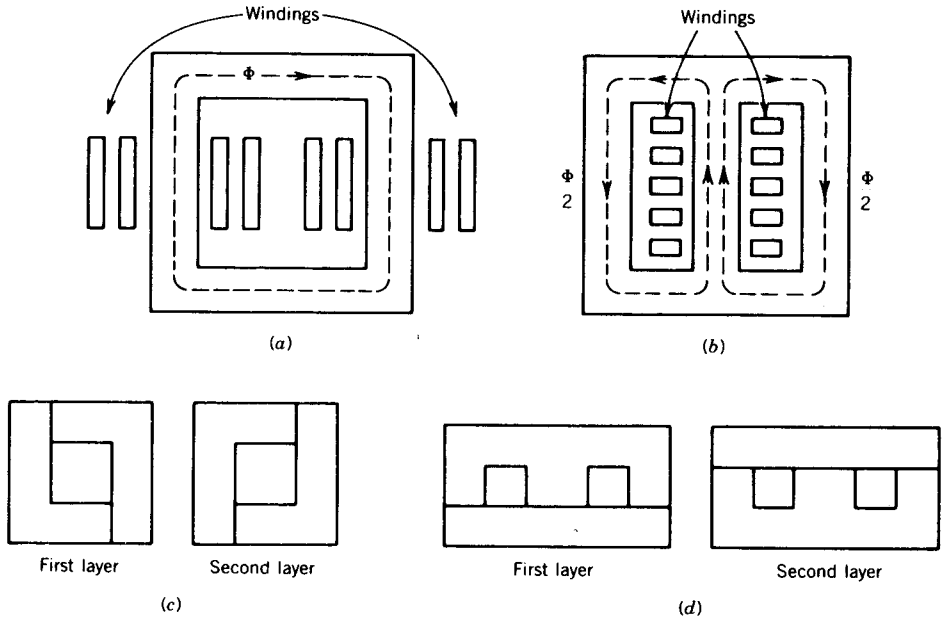 Windings
Φ
(a)
Windings
Φ
2
Φ
2
(b)
First layer
Second layer
(c)
First layer
Second layer
(d)